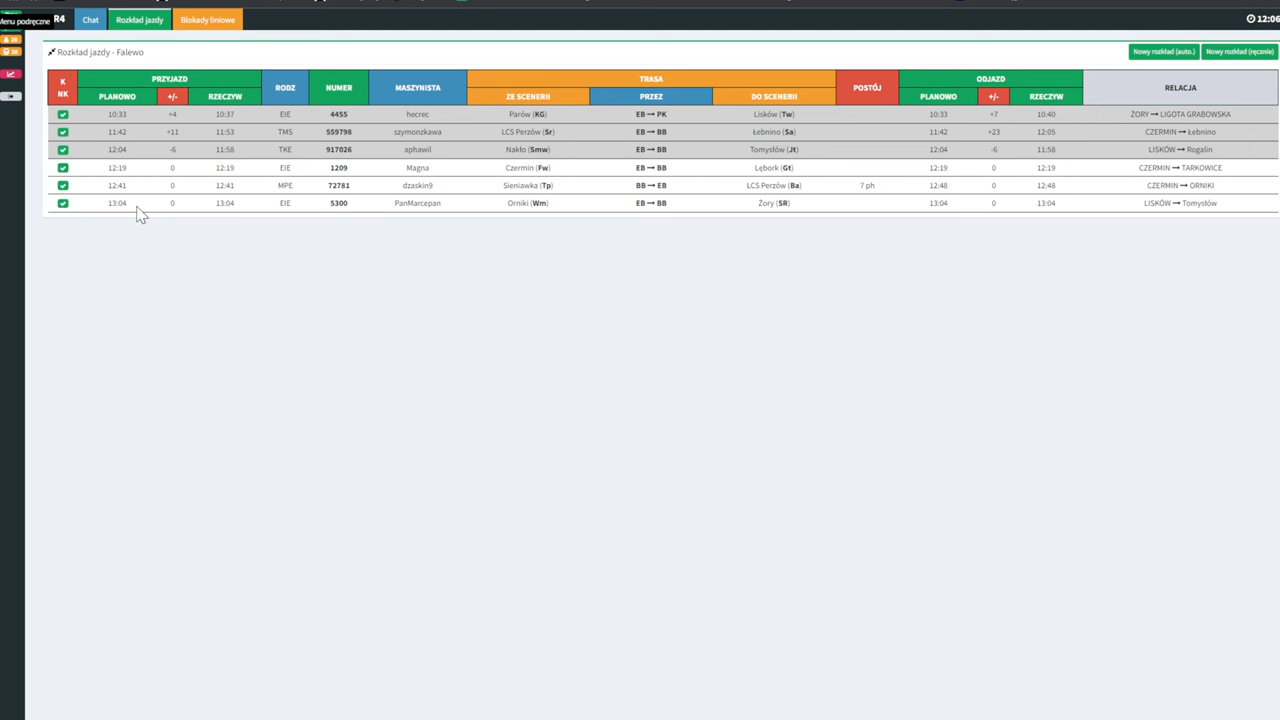 Menu podręczne R4 Chat Rozkład jazdy Blokady liniowe 12:06
Rozkład jazdy - Falewo Nowy rozkład (auto.) Nowy rozkład (ręcznie)
K NK PRZYJAZD RODZ NUMER MASZYNISTA TRASA POSTÓJ ODJAZD RELACJA
PLANOWO +/- RZECZYW ZE SCENERII PRZEZ DO SCENERII PLANOWO +/- RZECZYW
10:33 +4 10:37 EIE 4455 hecrec Parów (KG) EB → PK Lisków (Tw) 10:33 +7 10:40 ŻORY → LIGOTA GRABOWSKA
11:42 +11 11:53 TMS 559798 szymonzkawa LCS Perzów (Sr) EB → BB Łebnino (Sa) 11:42 +23 12:05 CZERMIN → Łebnino
12:04 -6 11:58 TKE 917026 aphawil Nakło (Smw) EB → BB Tomysłów (Jt) 12:04 -6 11:58 LISKÓW → Rogalin
12:19 0 12:19 EIE 1209 Magna Czermin (Fw) EB → BB Lębork (Gt) 12:19 0 12:19 CZERMIN → TARKOWICE
12:41 0 12:41 MPE 72781 dzaskin9 Sieniawka (Tp) BB → EB LCS Perzów (Ba) 7 ph 12:48 0 12:48 CZERMIN → ORNIKI
13:04 0 13:04 EIE 5300 PanMarcepan Orniki (Wm) EB → BB Żory (SR) 13:04 0 13:04 LISKÓW → Tomysłów